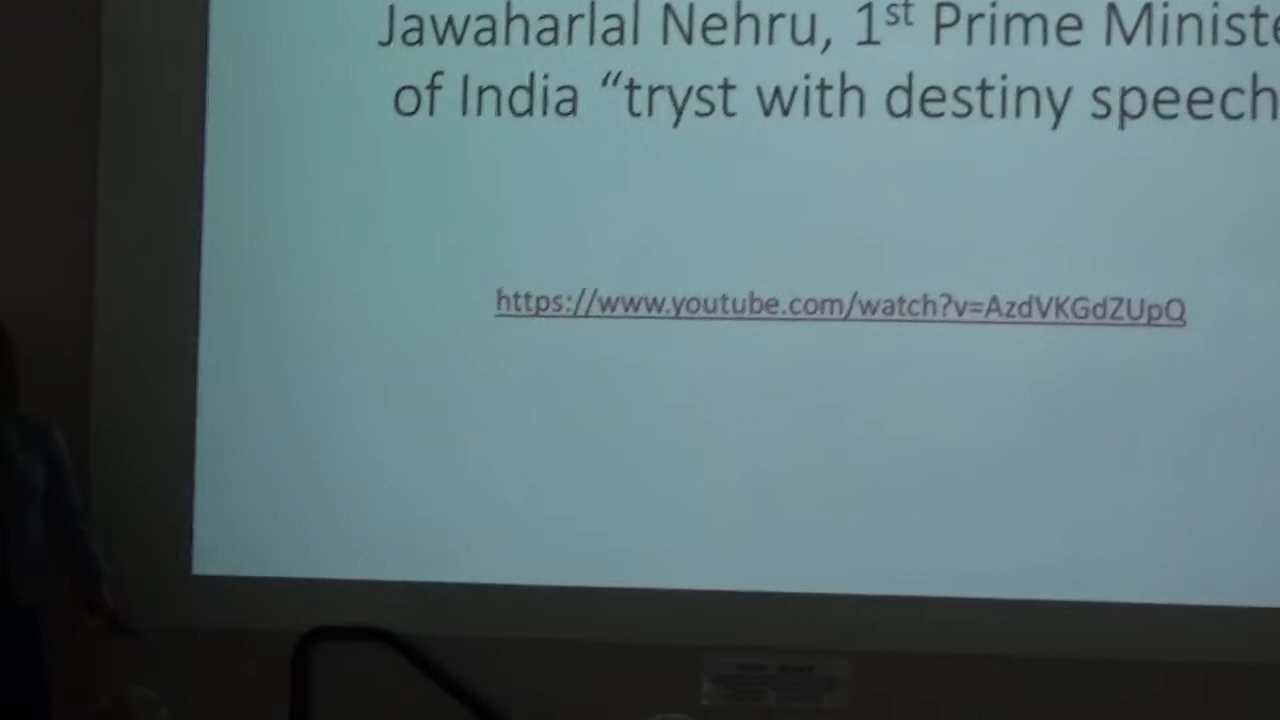 Jawaharlal Nehru, 1st Prime Ministe
of India “tryst with destiny speech
https://www.youtube.com/watch?v=AzdVKGdZUpQ